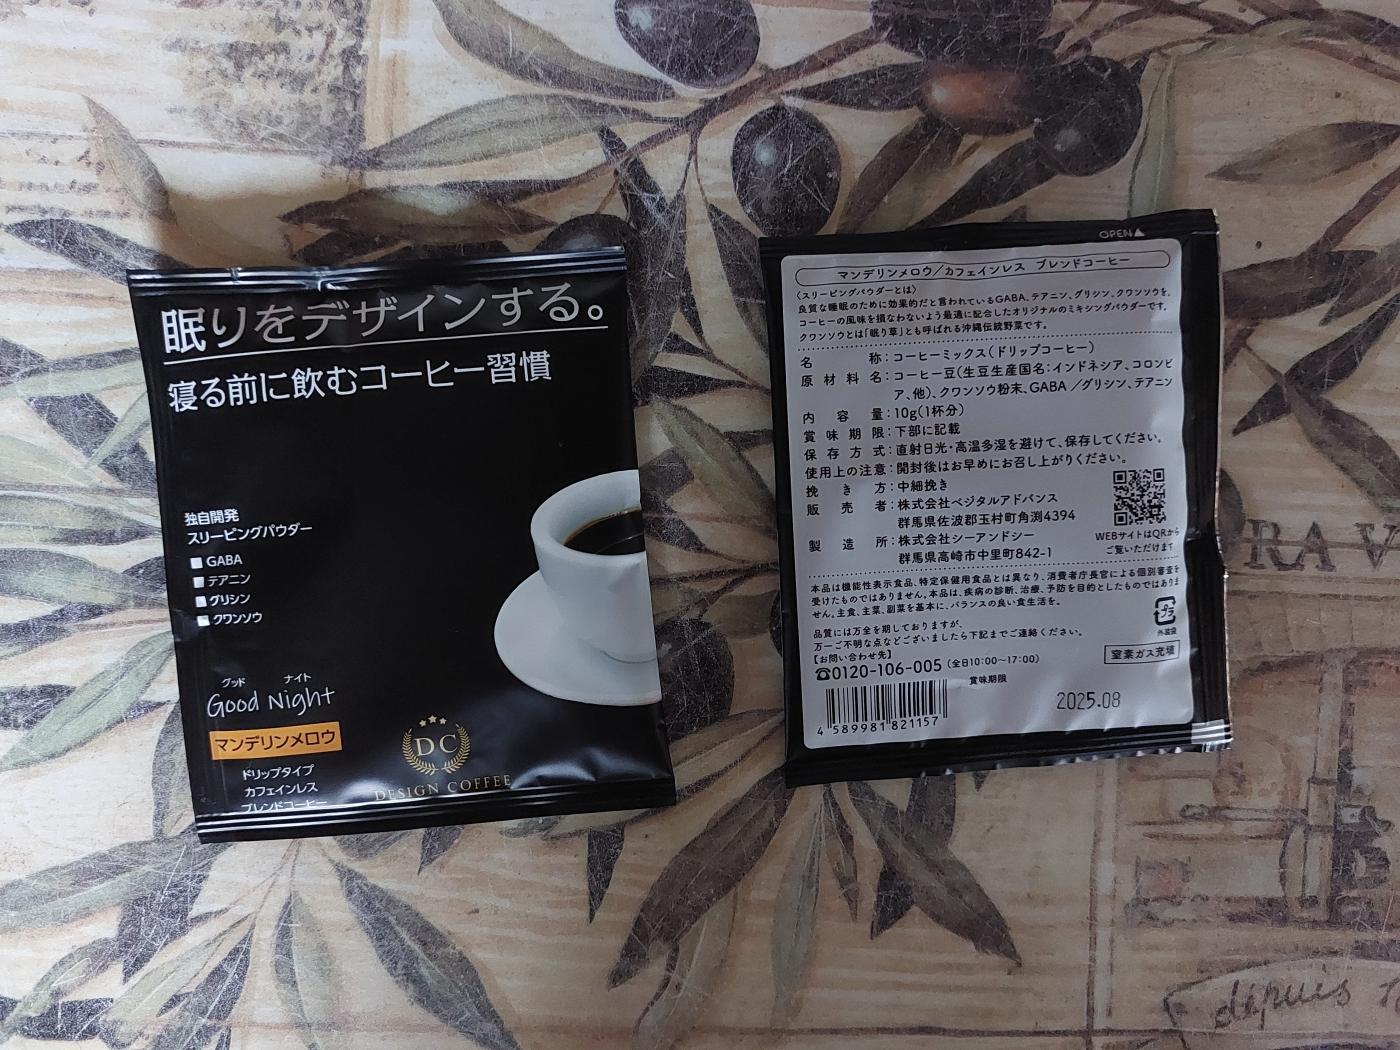 眠りをデザインする。
寝る前に飲むコーヒー習慣
独自開発
スリーピングパウダー
GABA
テアニン
グリシン
クワンソウ
グッド ナイト
Good Night
マンデリンメロウ
ドリップタイプ
カフェインレス
ブレンドコーヒー
DC
DESIGN COFFEE
OPEN▲
マンデリンメロウ/カフェインレス ブレンドコーヒー
〈スリーピングパウダーとは〉
良質な睡眠のために効果的だと言われているGABA、テアニン、グリシン、クワンソウを、
コーヒーの風味を損なわないよう最適に配合したオリジナルのミキシングパウダーです。
クワンソウとは「眠り草」とも呼ばれる沖縄伝統野菜です。
名称:コーヒーミックス(ドリップコーヒー)
原材料名:コーヒー豆(生豆生産国名:インドネシア、コロンビ
ア、他)、クワンソウ粉末、GABA/グリシン、テアニン
内容量:10g(1杯分)
賞味期限:下部に記載
保存方式:直射日光・高温多湿を避けて、保存してください。
使用上の注意:開封後はお早めにお召し上がりください。
挽き方:中細挽き
販売者:株式会社ベジタルアドバンス
群馬県佐波郡玉村町角渕4394
製造所:株式会社シーアンドシー
群馬県高崎市中里町842-1
WEBサイトはQRから
ご覧いただけます
本品は機能性表示食品、特定保健用食品とは異なり、消費者庁長官による個別審査を
受けたものではありません。本品は、疾病の診断、治療、予防を目的としたものではありま
せん。主食、主菜、副菜を基本に、バランスの良い食生活を。
品質には万全を期しておりますが、
万一ご不明な点などございましたら下記までご連絡ください。
【お問い合わせ先】
☎0120-106-005(全日10:00〜17:00)
プラ
外装袋
窒素ガス充填
賞味期限
2025.08
4 589981 821157
RA V
depuis